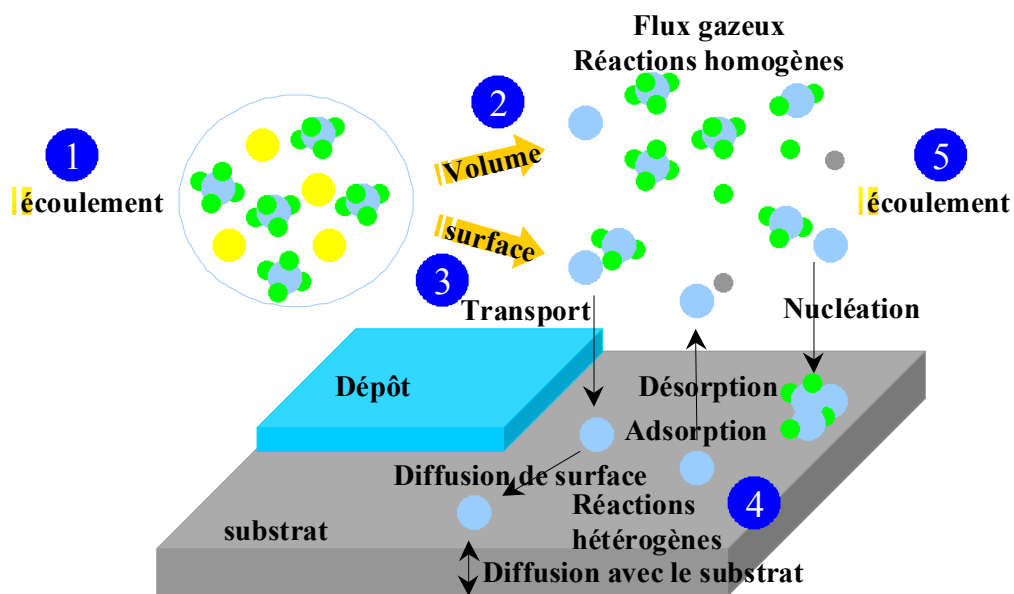 Flux gazeux
Réactions homogènes
1
écoulement
2
Volume
surface
3
5
écoulement
Transport
Nucléation
Dépôt
Désorption
Adsorption
Diffusion de surface
4
Réactions
hétérogènes
substrat
Diffusion avec le substrat